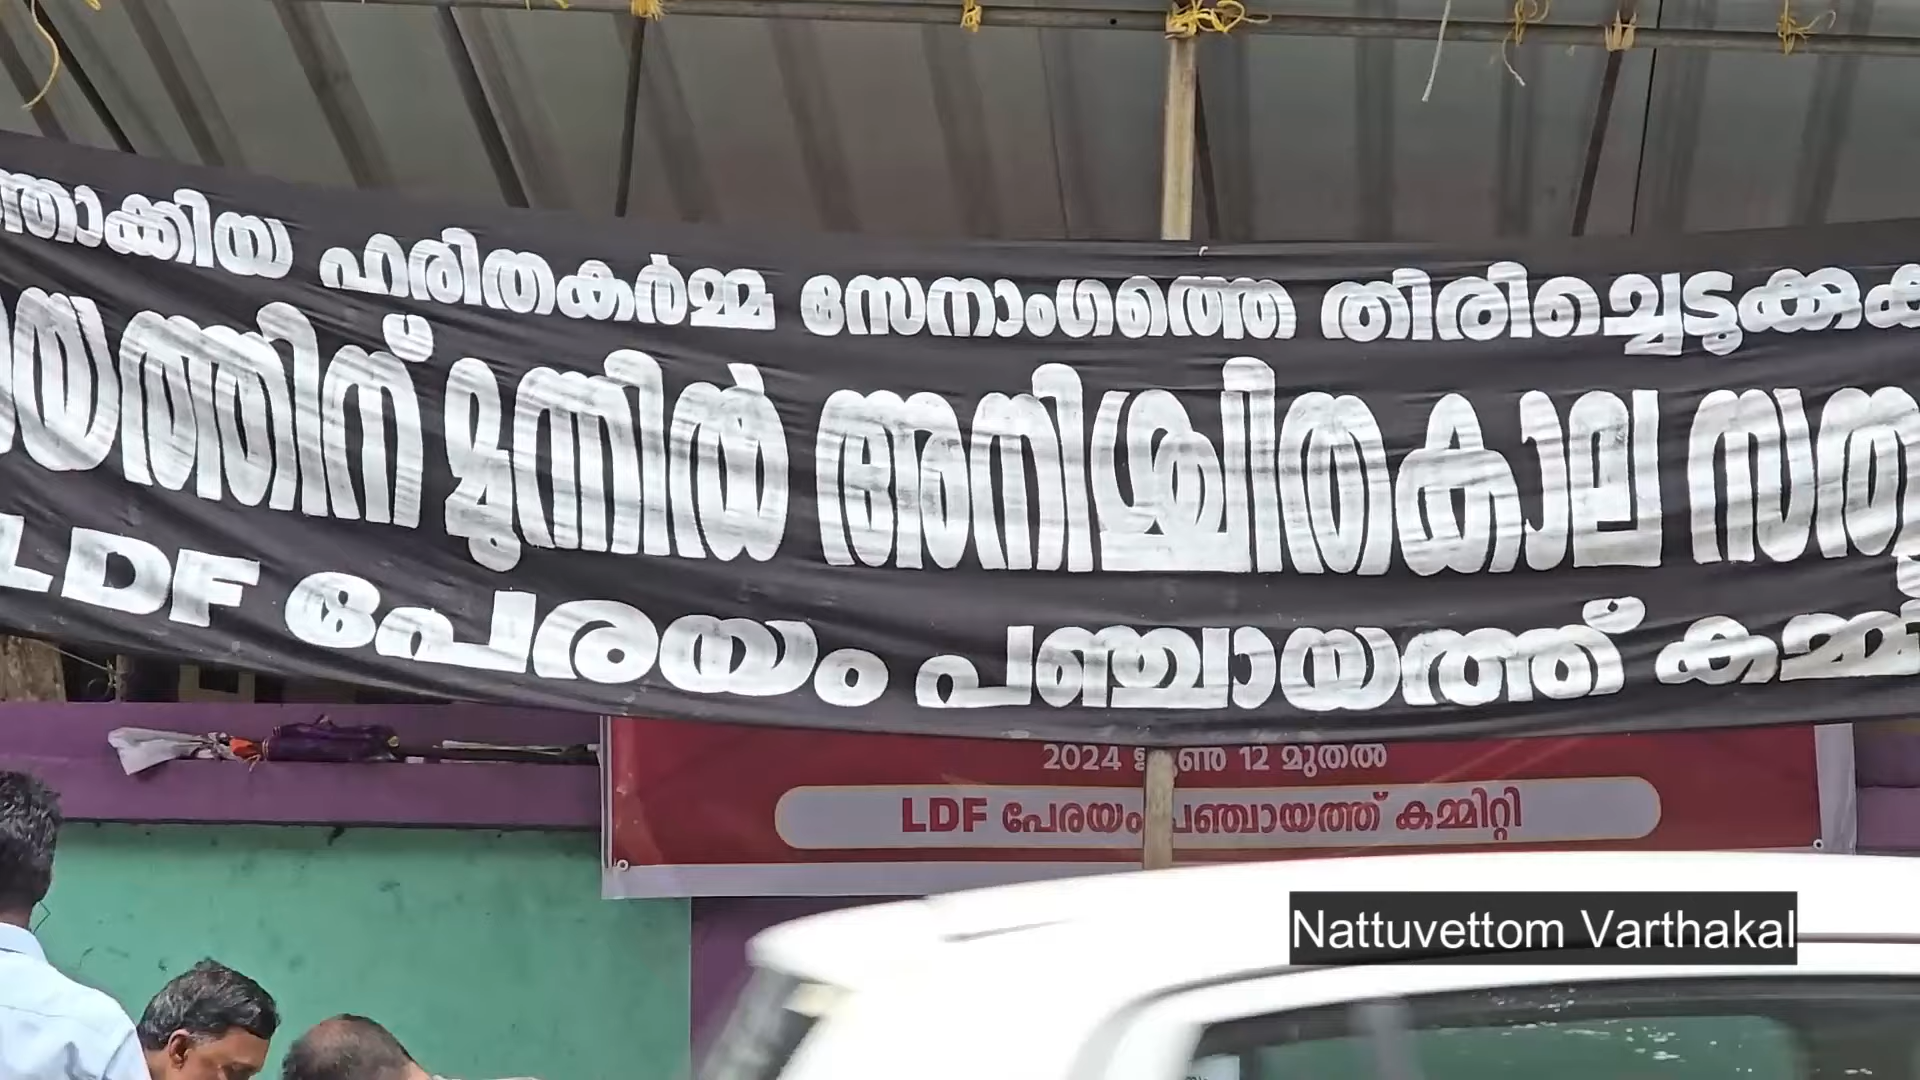 ഹരിതകർമ്മ സേനാംഗത്തെ തിരിച്ചെടുക്കുക
മുന്നിൽ അനിശ്ചിതകാല
LDF പേരയം പഞ്ചായത്ത്
2024 ജൂൺ 12 മുതൽ
LDF പേരയം പഞ്ചായത്ത് കമ്മിറ്റി
Nattuvettom Varthakal